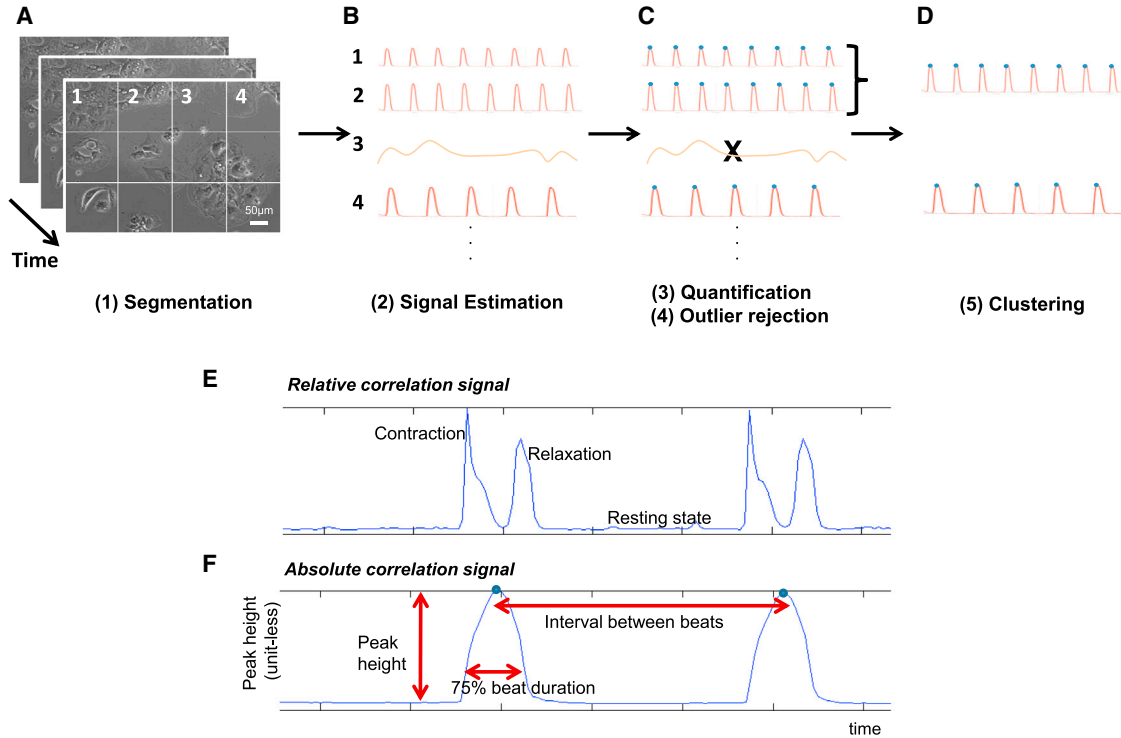 A
B
C
D
1 2 3 4
50µm
Time
1
2
3
4
X
(1) Segmentation
(2) Signal Estimation
(3) Quantification
(4) Outlier rejection
(5) Clustering
E
Relative correlation signal
Contraction
Relaxation
Resting state
F
Absolute correlation signal
Peak height
(unit-less)
Peak
height
Interval between beats
75% beat duration
time